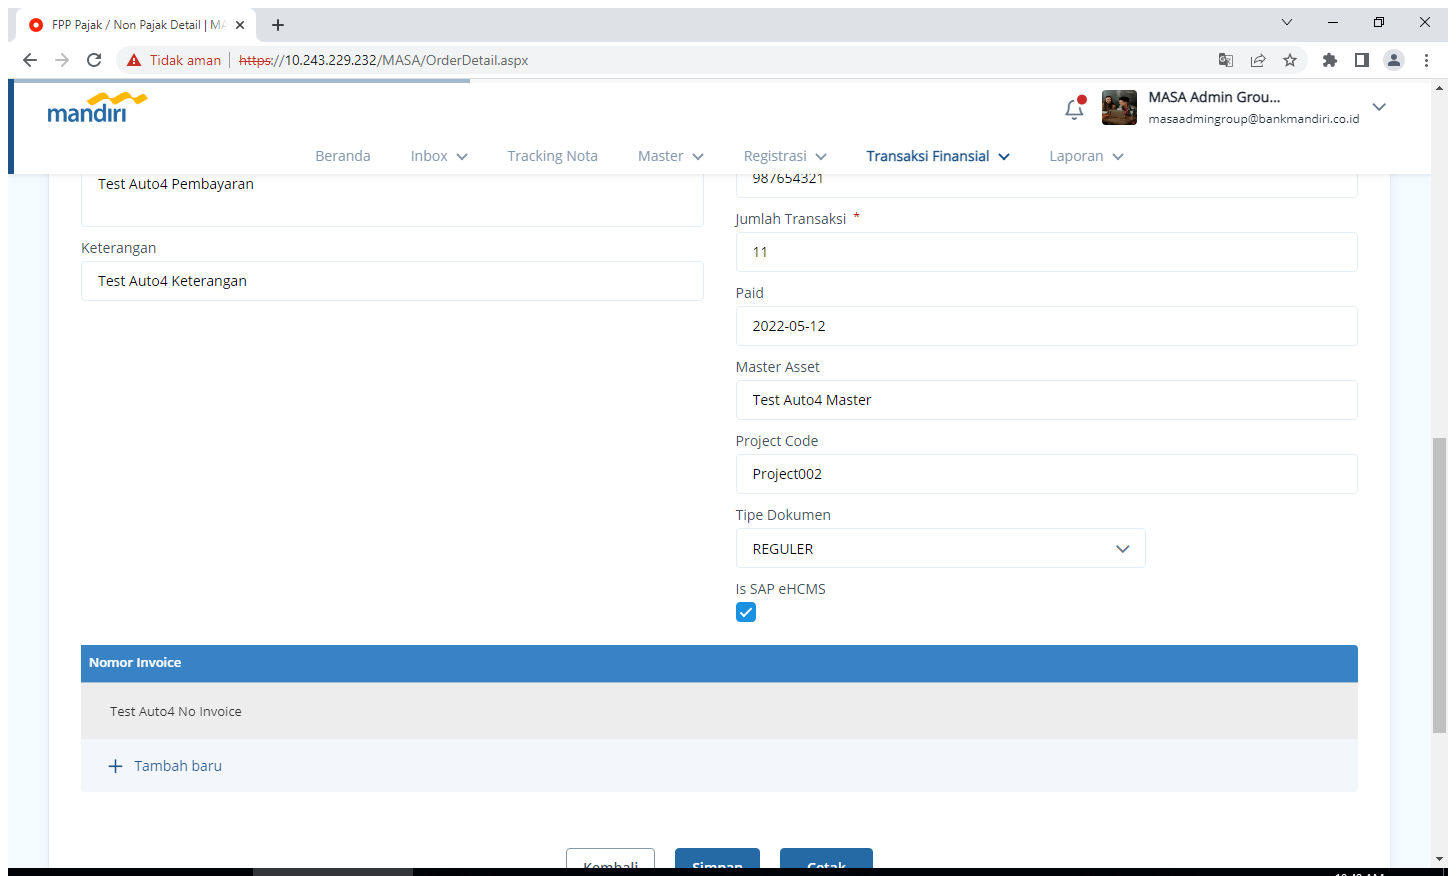 FPP Pajak / Non Pajak Detail | MA
Tidak aman
https://10.243.229.232/MASA/OrderDetail.aspx
mandiri
MASA Admin Grou...
masaadmingroup@bankmandiri.co.id
Beranda
Inbox
Tracking Nota
Master
Registrasi
Transaksi Finansial
Laporan
Test Auto4 Pembayaran
987654321
Jumlah Transaksi *
11
Keterangan
Test Auto4 Keterangan
Paid
2022-05-12
Master Asset
Test Auto4 Master
Project Code
Project002
Tipe Dokumen
REGULER
Is SAP eHCMS
Nomor Invoice
Test Auto4 No Invoice
Tambah baru
Kembali
Simpan
Cetak